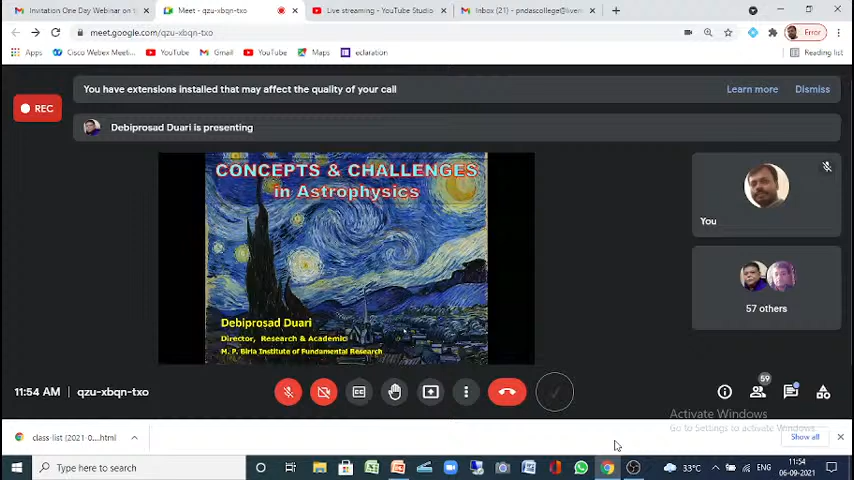 Invitation One Day Webinar on t
Meet - qzu-xbqn-txo
Live streaming - YouTube Studio
Inbox (21) - pndascollege@liver
meet.google.com/qzu-xbqn-txo
Error
Apps
Cisco Webex Meet...
YouTube
Gmail
YouTube
Maps
eclaration
Reading list
You have extensions installed that may affect the quality of your call
Learn more
Dismiss
REC
Debiprosad Duari is presenting
CONCEPTS & CHALLENGES
in Astrophysics
Debiprosad Duari
Director, Research & Academic
M. P. Birla Institute of Fundamental Research
You
57 others
11:54 AM
qzu-xbqn-txo
59
Activate Windows
Go to Settings to activate Windows.
class-list (2021-0....html
Show all
Type here to search
33°C
ENG
11:54
06-09-2021